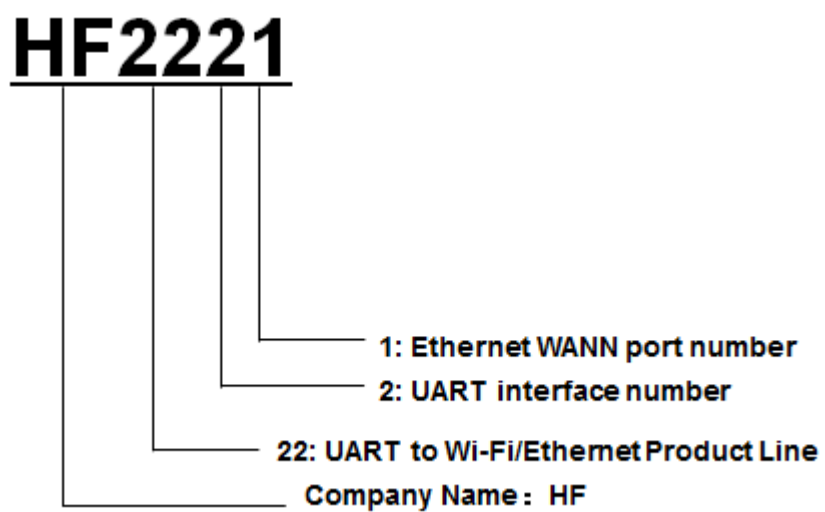 HF2221
1: Ethernet WANN port number
2: UART interface number
22: UART to Wi-Fi/Ethernet Product Line
Company Name：HF